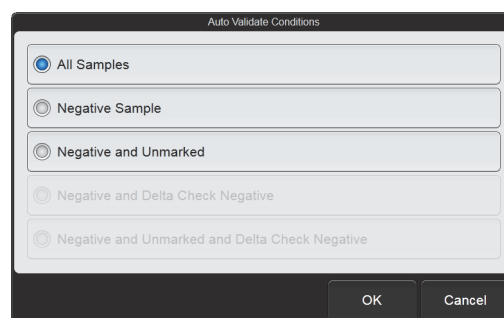 Auto Validate Conditions
All Samples
Negative Sample
Negative and Unmarked
Negative and Delta Check Negative
Negative and Unmarked and Delta Check Negative
OK
Cancel